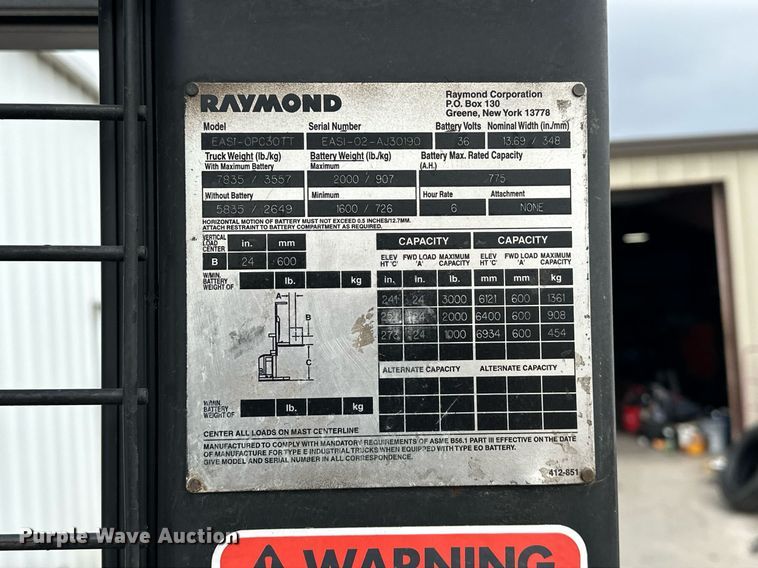 RAYMOND
Raymond Corporation
P.O. Box 130
Greene, New York 13778
Model Serial Number Battery Volts Nominal Width (in./mm)
EASI-OPC30TT EASI-02-AJ30190 36 13.69 / 348
Truck Weight (lb./kg) Battery Weight (lb./kg) Battery Max. Rated Capacity
With Maximum Battery Maximum (A.H.)
7835 / 3557 2000 / 907 775
Without Battery Minimum Hour Rate Attachment
5835 / 2649 1600 / 726 6 NONE
HORIZONTAL MOTION OF BATTERY MUST NOT EXCEED 0.5 INCHES/12.7MM.
ATTACH RESTRAINT TO BATTERY COMPARTMENT AS REQUIRED.
VERTICAL LOAD CENTER in. mm
B 24 600
W/MIN. BATTERY WEIGHT OF lb. kg
A
B
C
W/MIN. BATTERY WEIGHT OF lb. kg
CAPACITY CAPACITY
ELEV HT 'C' FWD LOAD 'A' MAXIMUM CAPACITY ELEV HT 'C' FWD LOAD 'A' MAXIMUM CAPACITY
in. in. lb. mm mm kg
241 24 3000 6121 600 1361
24 2000 6400 600 908
273 24 1000 6934 600 454
ALTERNATE CAPACITY ALTERNATE CAPACITY
CENTER ALL LOADS ON MAST CENTERLINE
MANUFACTURED TO COMPLY WITH MANDATORY REQUIREMENTS OF ASME B56.1 PART III EFFECTIVE ON THE DATE
OF MANUFACTURE FOR TYPE E INDUSTRIAL TRUCKS WHEN EQUIPPED WITH TYPE EO BATTERY.
GIVE MODEL AND SERIAL NUMBER IN ALL CORRESPONDENCE.
412-851
WARNING
Purple Wave Auction